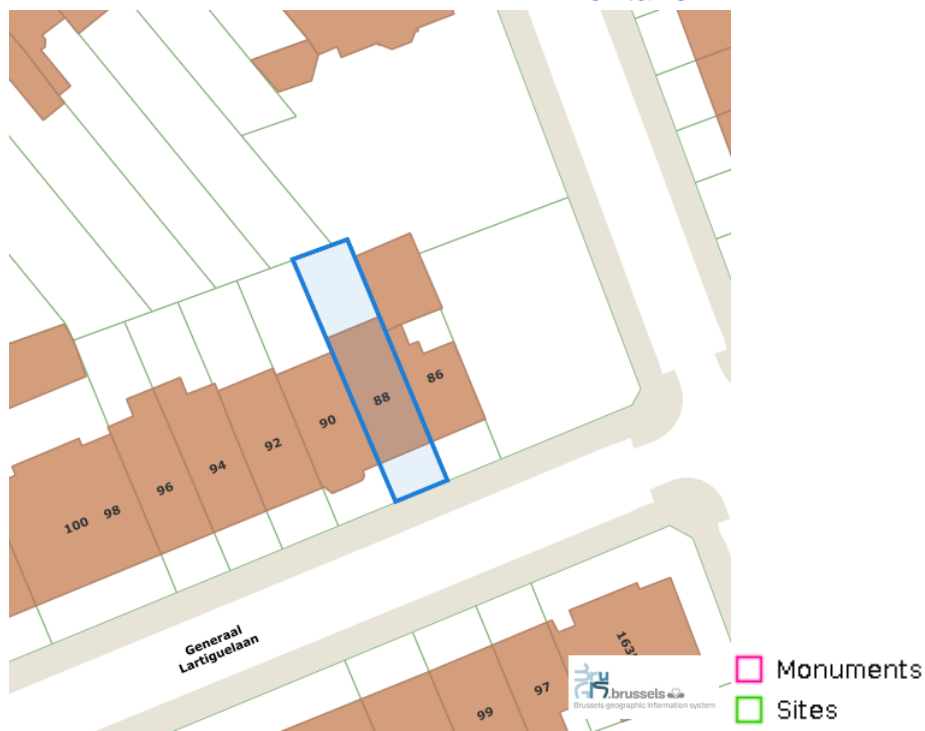 86
88
90
92
94
96
98
100
Generaal
Lartiguelaan
97
99
.brussels
Brussels geographic information system
Monuments
Sites